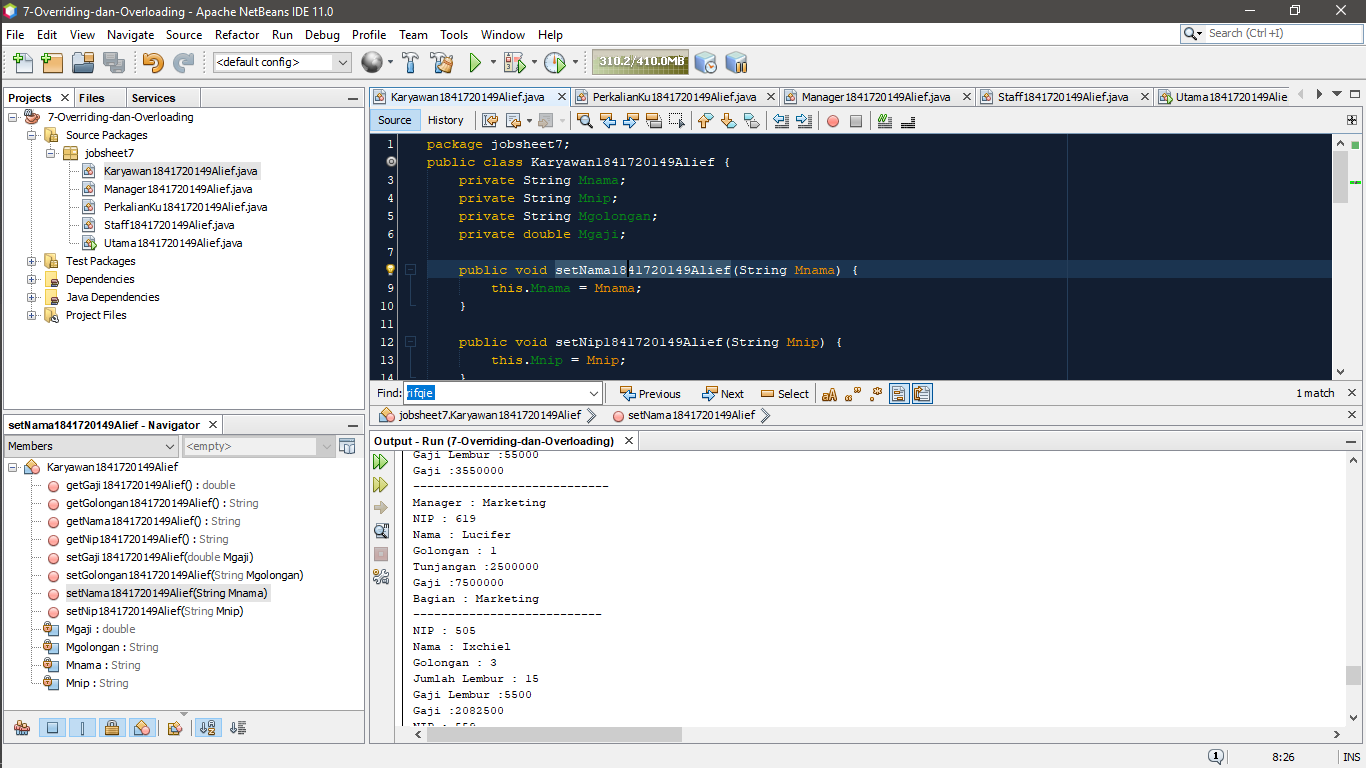 7-Overriding-dan-Overloading - Apache NetBeans IDE 11.0
File Edit View Navigate Source Refactor Run Debug Profile Team Tools Window Help
Search (Ctrl+I)
<default config>
310.2/410.0MB
Projects
Files
Services
7-Overriding-dan-Overloading
Source Packages
jobsheet7
Karyawan1841720149Alief.java
Manager1841720149Alief.java
PerkalianKu1841720149Alief.java
Staff1841720149Alief.java
Utama1841720149Alief.java
Test Packages
Dependencies
Java Dependencies
Project Files
setNama1841720149Alief - Navigator
Members
<empty>
Karyawan1841720149Alief
getGaji1841720149Alief() : double
getGolongan1841720149Alief() : String
getNama1841720149Alief() : String
getNip1841720149Alief() : String
setGaji1841720149Alief(double Mgaji)
setGolongan1841720149Alief(String Mgolongan)
setNama1841720149Alief(String Mnama)
setNip1841720149Alief(String Mnip)
Mgaji : double
Mgolongan : String
Mnama : String
Mnip : String
Karyawan1841720149Alief.java
PerkalianKu1841720149Alief.java
Manager1841720149Alief.java
Staff1841720149Alief.java
Utama1841720149Alie
Source
History
1 package jobsheet7;
public class Karyawan1841720149Alief {
3 private String Mnama;
4 private String Mnip;
5 private String Mgolongan;
6 private double Mgaji;
7
public void setNama1841720149Alief(String Mnama) {
9 this.Mnama = Mnama;
10 }
11
12 public void setNip1841720149Alief(String Mnip) {
13 this.Mnip = Mnip;
14 }
Find: rifqie
Previous
Next
Select
1 match
jobsheet7.Karyawan1841720149Alief
setNama1841720149Alief
Output - Run (7-Overriding-dan-Overloading)
Gaji Lembur :55000
Gaji :3550000
----------------------------
Manager : Marketing
NIP : 619
Nama : Lucifer
Golongan : 1
Tunjangan :2500000
Gaji :7500000
Bagian : Marketing
---------------------------
NIP : 505
Nama : Ixchiel
Golongan : 3
Jumlah Lembur : 15
Gaji Lembur :5500
Gaji :2082500
1
8:26
INS